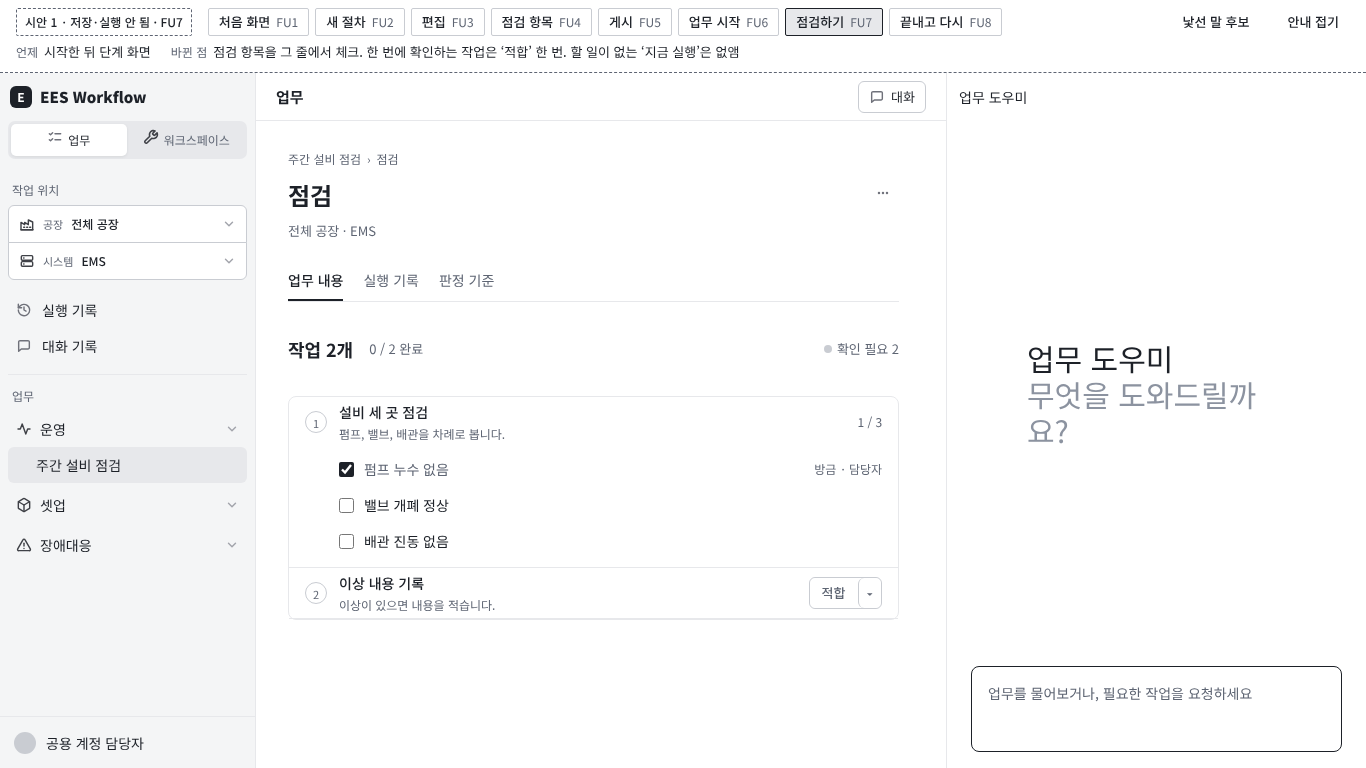 시안 1 · 저장·실행 안 됨 · FU7
처음 화면 FU1
새 절차 FU2
편집 FU3
점검 항목 FU4
게시 FU5
업무 시작 FU6
점검하기 FU7
끝내고 다시 FU8
낯선 말 후보
안내 접기
언제 시작한 뒤 단계 화면
바뀐 점 점검 항목을 그 줄에서 체크. 한 번에 확인하는 작업은 ‘적합’ 한 번. 할 일이 없는 ‘지금 실행’은 없앰
E EES Workflow
업무
워크스페이스
작업 위치
공장 전체 공장
시스템 EMS
실행 기록
대화 기록
업무
운영
주간 설비 점검
셋업
장애대응
공용 계정 담당자
업무
대화
주간 설비 점검 › 점검
점검
...
전체 공장 · EMS
업무 내용
실행 기록
판정 기준
작업 2개 0 / 2 완료
확인 필요 2
1 설비 세 곳 점검
펌프, 밸브, 배관을 차례로 봅니다.
1 / 3
펌프 누수 없음
방금 · 담당자
밸브 개폐 정상
배관 진동 없음
2 이상 내용 기록
이상이 있으면 내용을 적습니다.
적합
업무 도우미
업무 도우미
무엇을 도와드릴까
요?
업무를 물어보거나, 필요한 작업을 요청하세요